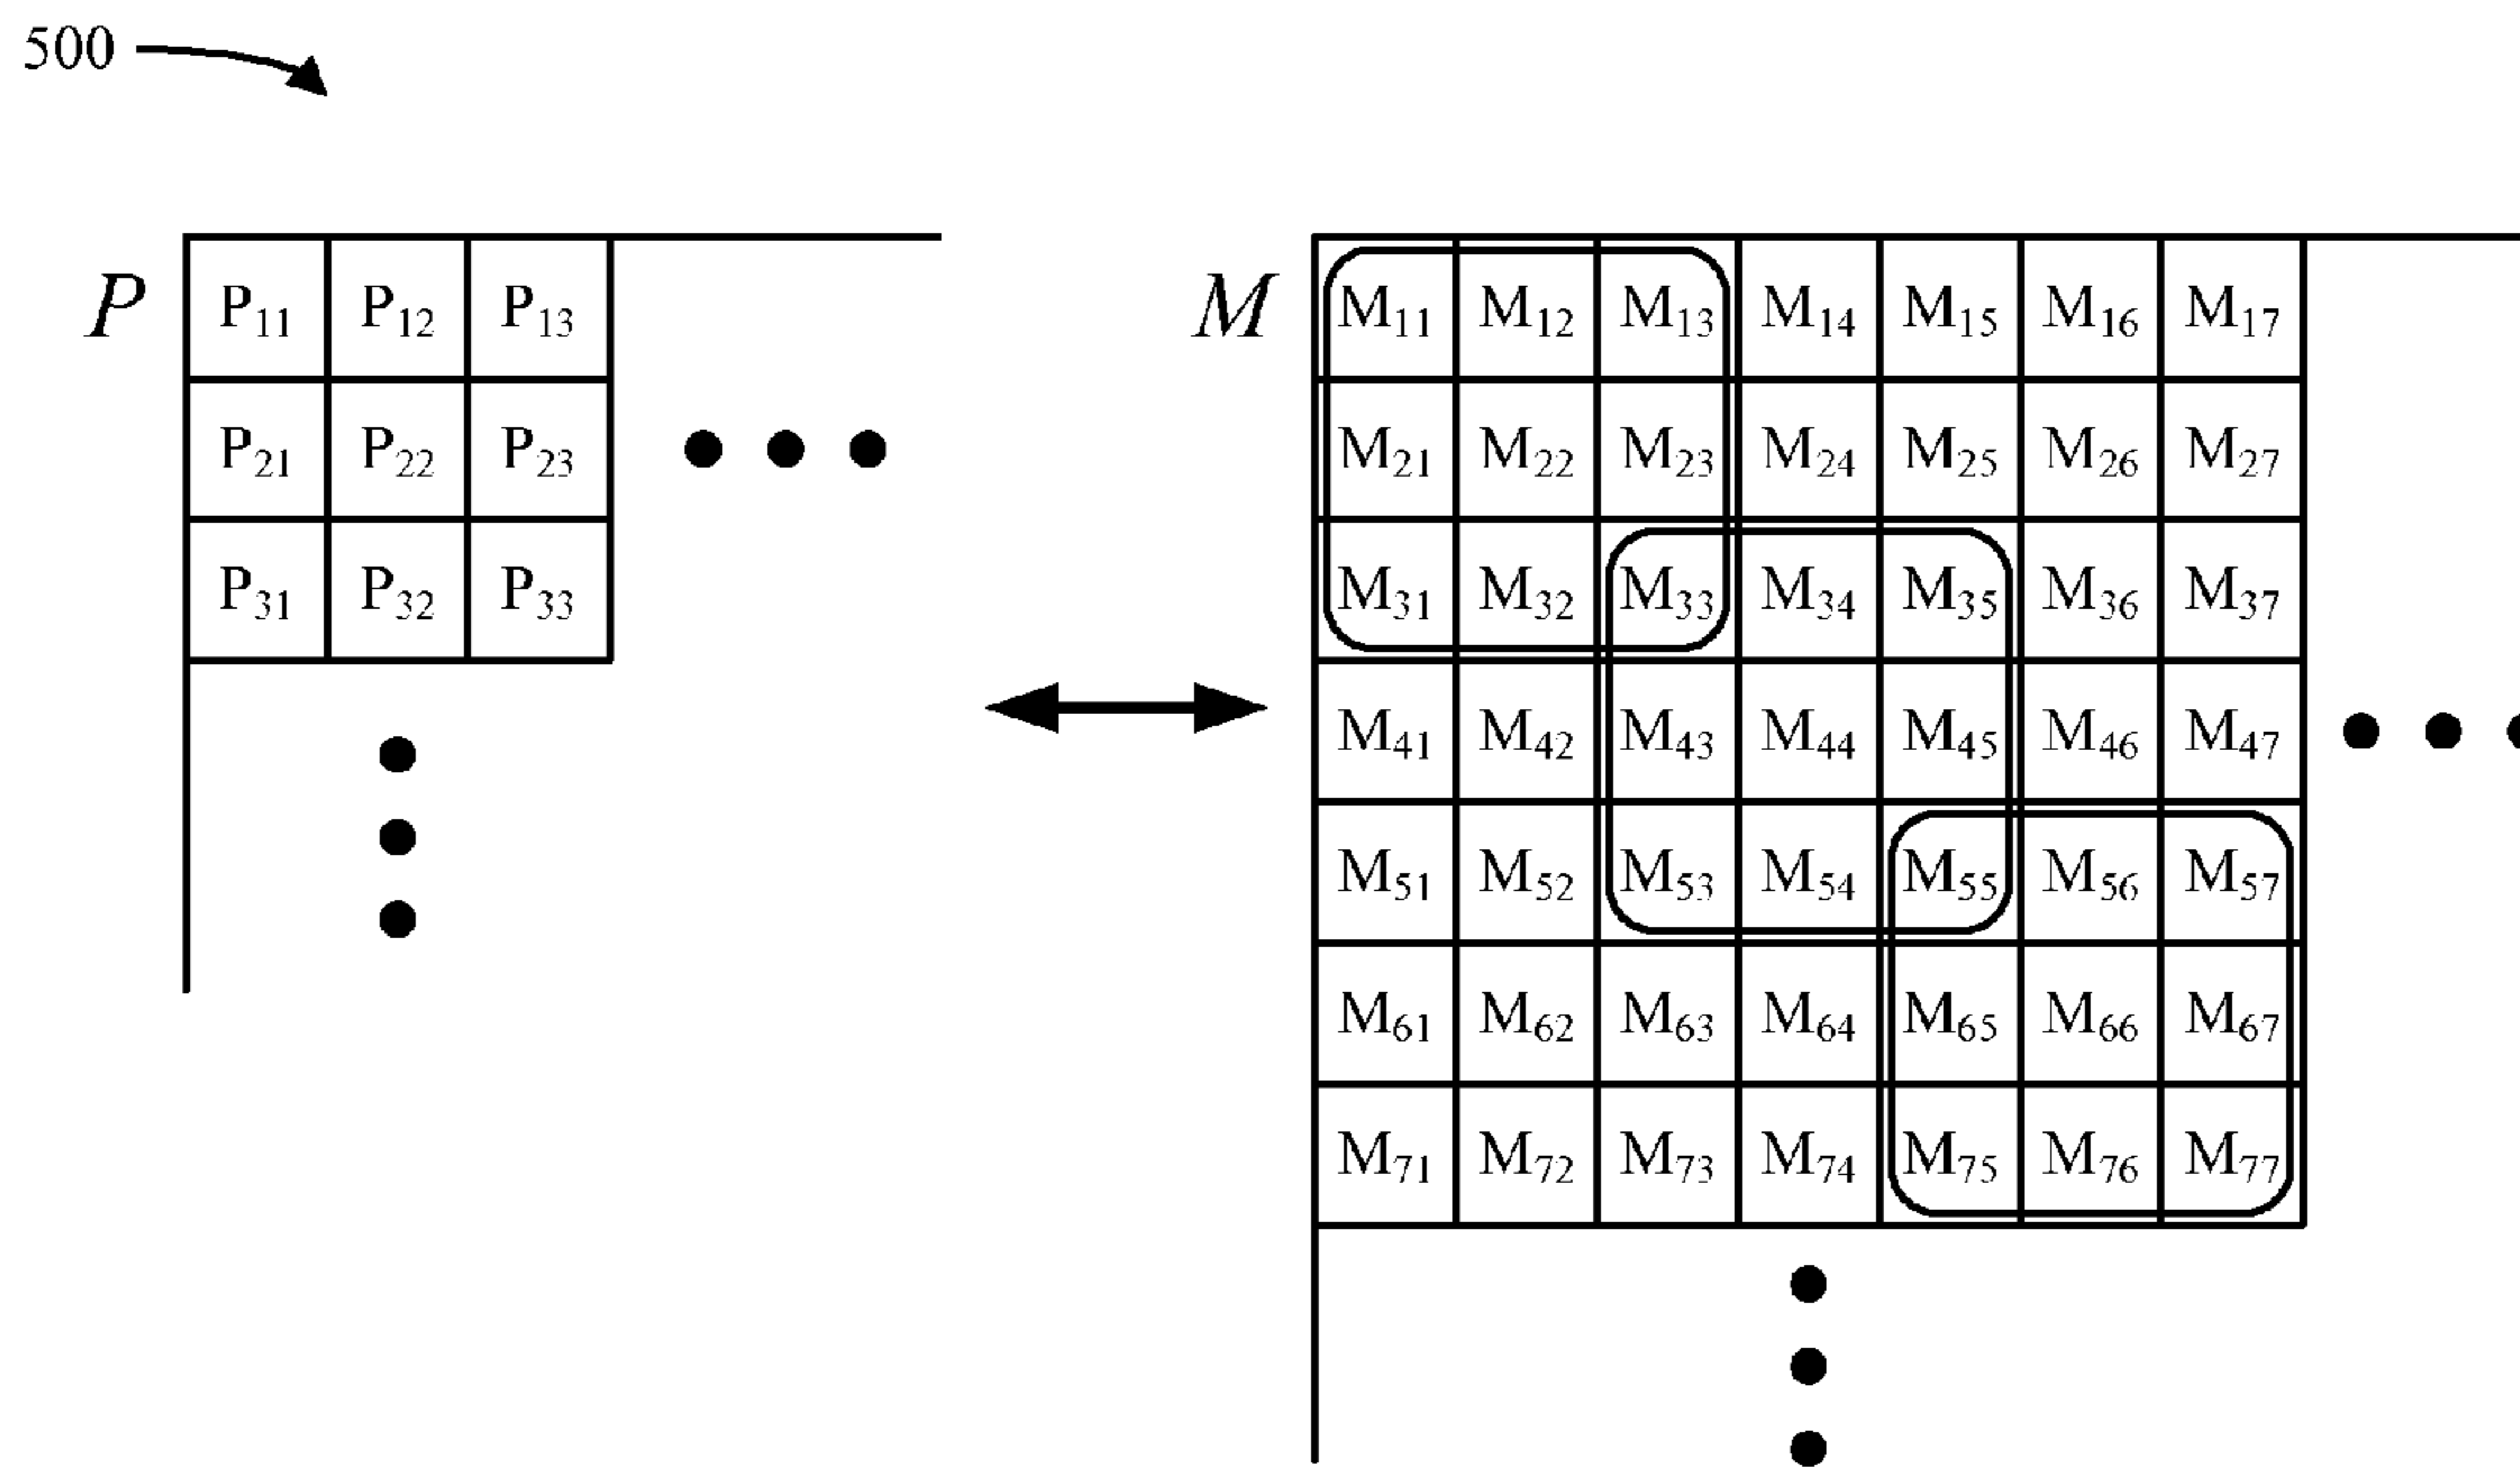 500
P P₁₁ P₁₂ P₁₃
P₂₁ P₂₂ P₂₃
P₃₁ P₃₂ P₃₃
M M₁₁ M₁₂ M₁₃ M₁₄ M₁₅ M₁₆ M₁₇
M₂₁ M₂₂ M₂₃ M₂₄ M₂₅ M₂₆ M₂₇
M₃₁ M₃₂ M₃₃ M₃₄ M₃₅ M₃₆ M₃₇
M₄₁ M₄₂ M₄₃ M₄₄ M₄₅ M₄₆ M₄₇
M₅₁ M₅₂ M₅₃ M₅₄ M₅₅ M₅₆ M₅₇
M₆₁ M₆₂ M₆₃ M₆₄ M₆₅ M₆₆ M₆₇
M₇₁ M₇₂ M₇₃ M₇₄ M₇₅ M₇₆ M₇₇